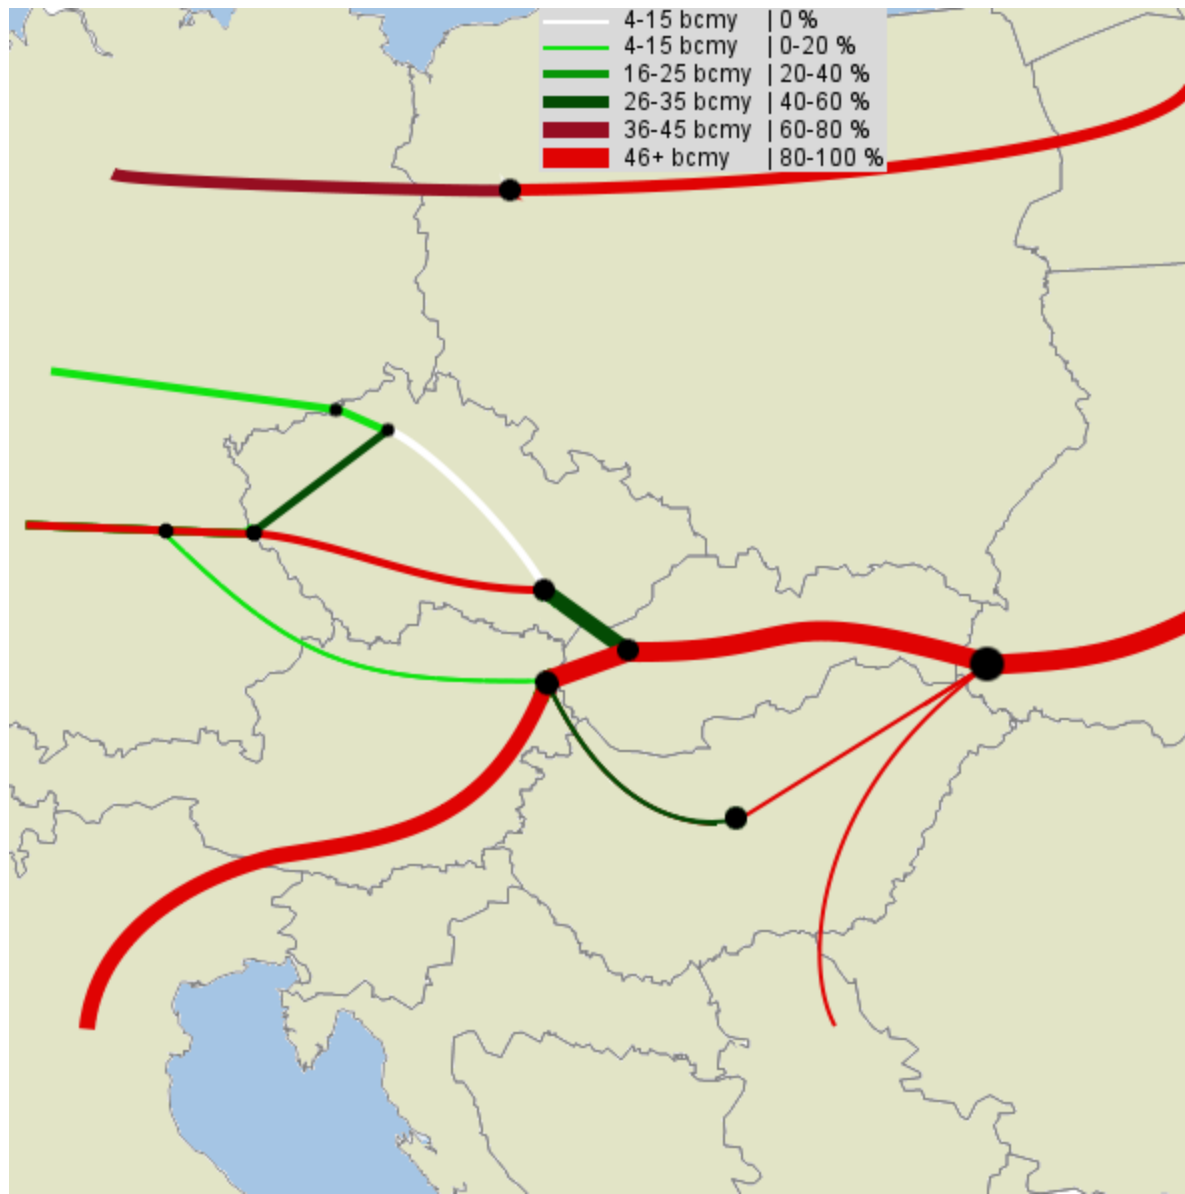 4-15 bcmy | 0 %
4-15 bcmy | 0-20 %
16-25 bcmy | 20-40 %
26-35 bcmy | 40-60 %
36-45 bcmy | 60-80 %
46+ bcmy | 80-100 %